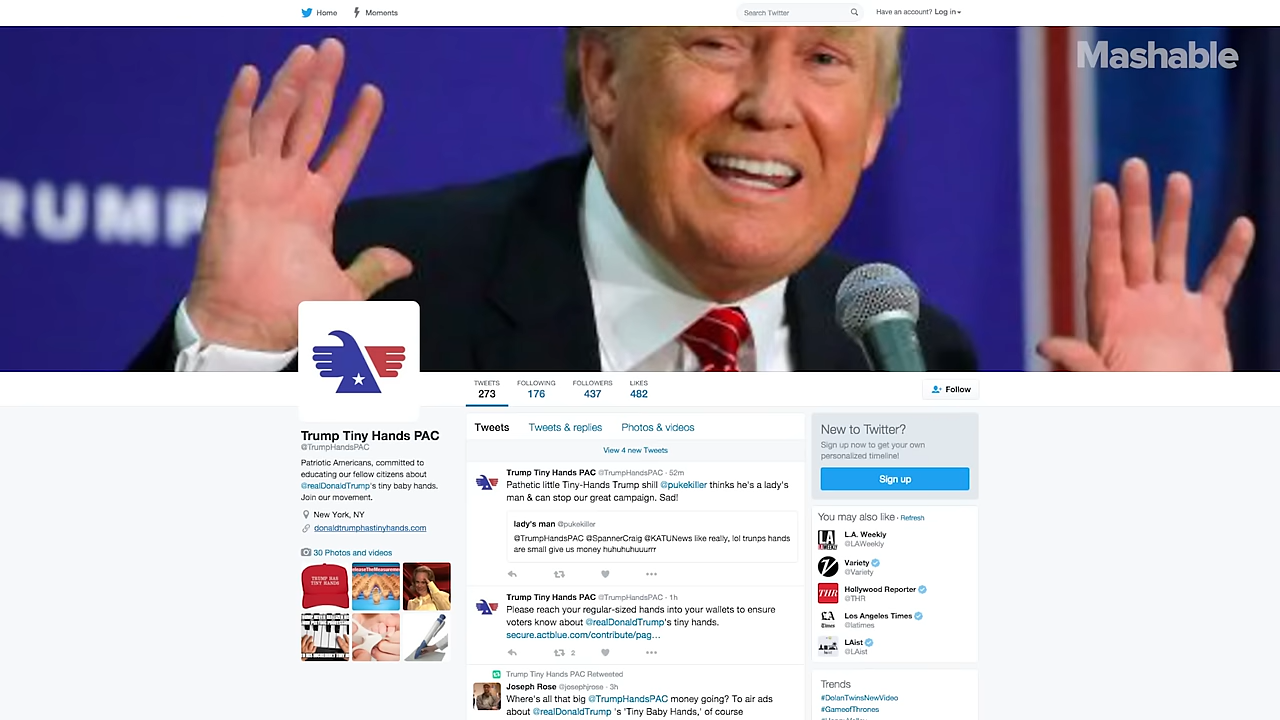 Home
Moments
Search Twitter
Have an account? Log in
Mashable
TRUMP
TWEETS
273
FOLLOWING
176
FOLLOWERS
437
LIKES
482
Follow
Trump Tiny Hands PAC
@TrumpHandsPAC
Patriotic Americans, committed to
educating our fellow citizens about
@realDonaldTrump's tiny baby hands.
Join our movement.
New York, NY
donaldtrumphastinyhands.com
30 Photos and videos
TRUMP HAS
TINY HANDS
Tweets
Tweets & replies
Photos & videos
View 4 new Tweets
Trump Tiny Hands PAC @TrumpHandsPAC · 52m
Pathetic little Tiny-Hands Trump shill @pukekiller thinks he's a lady's
man & can stop our great campaign. Sad!
lady's man @pukekiller
@TrumpHandsPAC @SpannerCraig @KATUNews like really, lol trunps hands
are small give us money huhuhuhuuurrr
Trump Tiny Hands PAC @TrumpHandsPAC · 1h
Please reach your regular-sized hands into your wallets to ensure
voters know about @realDonaldTrump's tiny hands.
secure.actblue.com/contribute/pag…
2
Trump Tiny Hands PAC Retweeted
Joseph Rose @josephjrose · 3h
Where's all that big @TrumpHandsPAC money going? To air ads
about @realDonaldTrump 's 'Tiny Baby Hands,' of course
New to Twitter?
Sign up now to get your own
personalized timeline!
Sign up
You may also like · Refresh
L.A. Weekly
@LAWeekly
Variety
@Variety
THR
Hollywood Reporter
@THR
Los Angeles Times
@latimes
LAist
@LAist
Trends
#DolanTwinsNewVideo
#GameofThrones